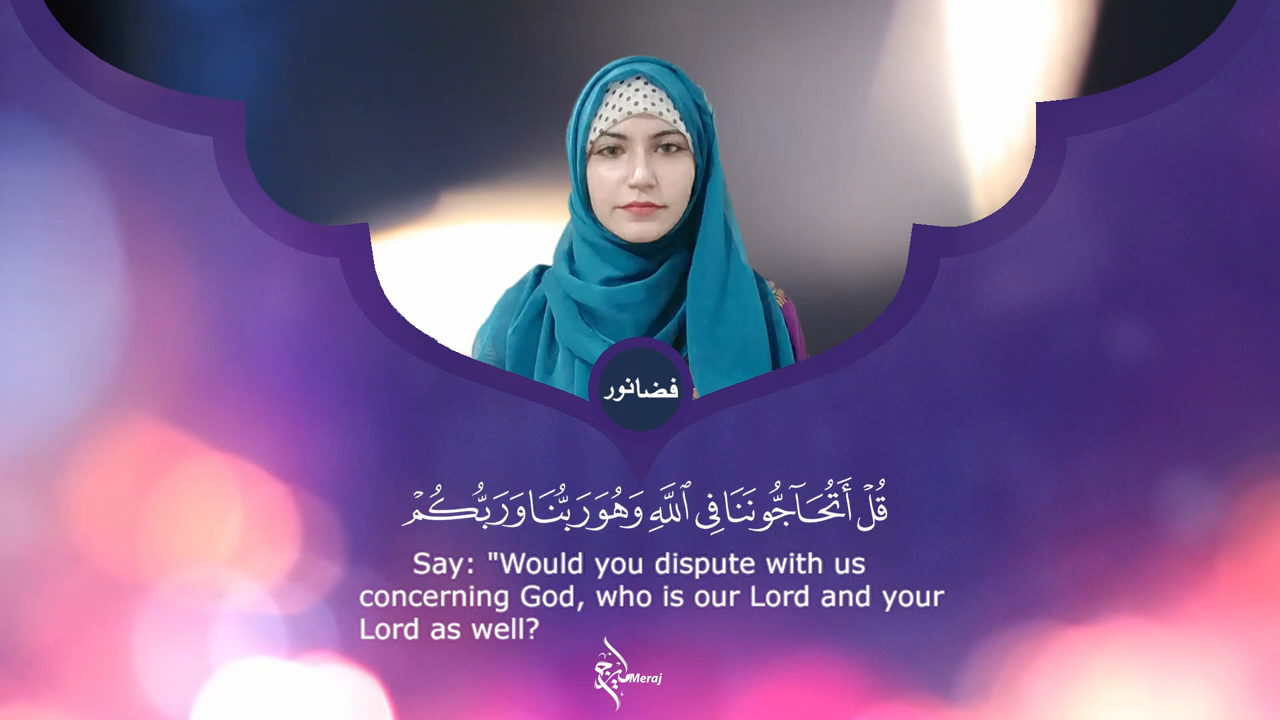 فضانور
قُلْ أَتُحَآجُّونَنَا فِى ٱللَّهِ وَهُوَ رَبُّنَا وَرَبُّكُمْ
Say: "Would you dispute with us
concerning God, who is our Lord and your
Lord as well?
Meraj